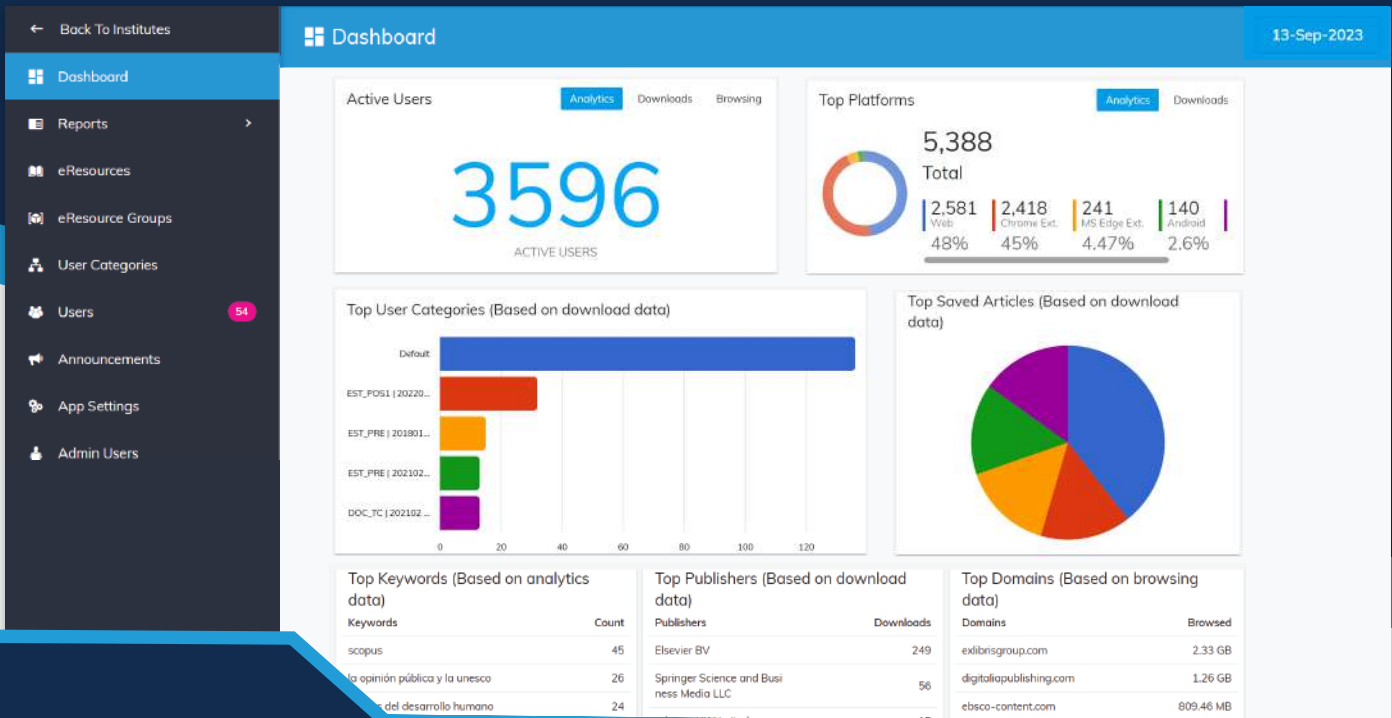 Back To Institutes
Dashboard
Reports
eResources
eResource Groups
User Categories
Users 54
Announcements
App Settings
Admin Users
Dashboard
13-Sep-2023
Active Users
Analytics Downloads Browsing
3596
ACTIVE USERS
Top Platforms
Analytics Downloads
5,388
Total
2,581 2,418 241 140
Web Chrome Ext. MS Edge Ext. Android
48% 45% 4.47% 2.6%
Top User Categories (Based on download data)
Default
EST_POS1 | 20220...
EST_PRE | 201801...
EST_PRE | 202102...
DOC_TC | 202102 ...
0 20 40 60 80 100 120
Top Saved Articles (Based on download
data)
Top Keywords (Based on analytics
data)
Keywords Count
scopus 45
la opinión pública y la unesco 26
del desarrollo humano 24
Top Publishers (Based on download
data)
Publishers Downloads
Elsevier BV 249
Springer Science and Busi
ness Media LLC 56
Top Domains (Based on browsing
data)
Domains Browsed
exlibrisgroup.com 2.33 GB
digitaliapublishing.com 1.26 GB
ebsco-content.com 809.46 MB